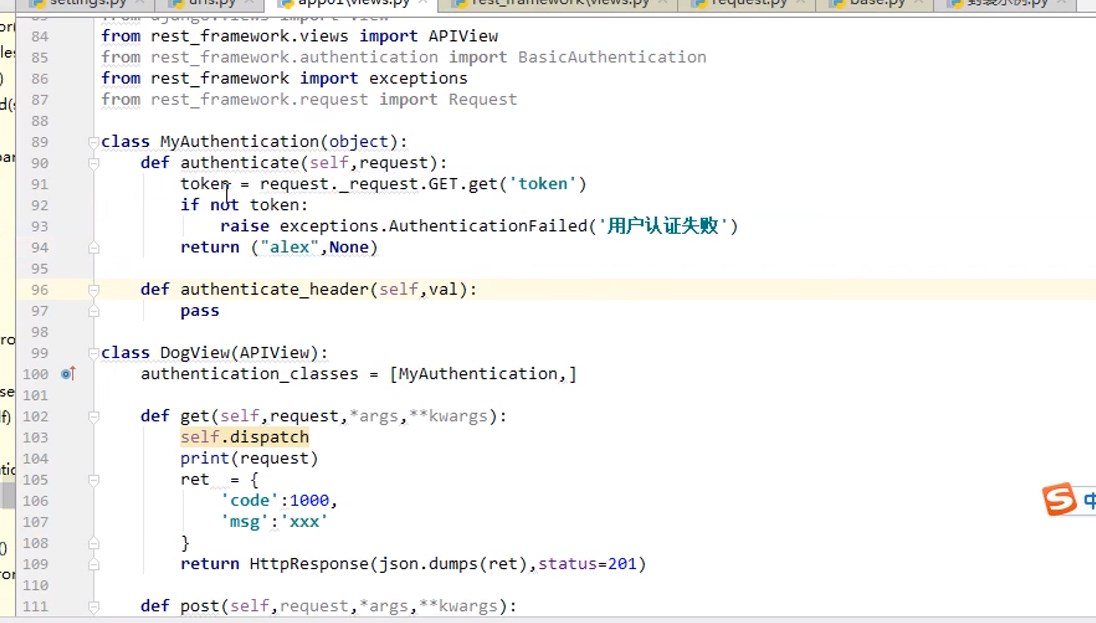 settings.py urls.py app01\views.py rest_framework\views.py request.py base.py 封装示例.py
from django.views import View
84 from rest_framework.views import APIView
85 from rest_framework.authentication import BasicAuthentication
86 from rest_framework import exceptions
87 from rest_framework.request import Request
88
89 class MyAuthentication(object):
90 def authenticate(self,request):
91 token = request._request.GET.get('token')
92 if not token:
93 raise exceptions.AuthenticationFailed('用户认证失败')
94 return ("alex",None)
95
96 def authenticate_header(self,val):
97 pass
98
99 class DogView(APIView):
100 authentication_classes = [MyAuthentication,]
101
102 def get(self,request,*args,**kwargs):
103 self.dispatch
104 print(request)
105 ret = {
106 'code':1000,
107 'msg':'xxx'
108 }
109 return HttpResponse(json.dumps(ret),status=201)
110
111 def post(self,request,*args,**kwargs):
中